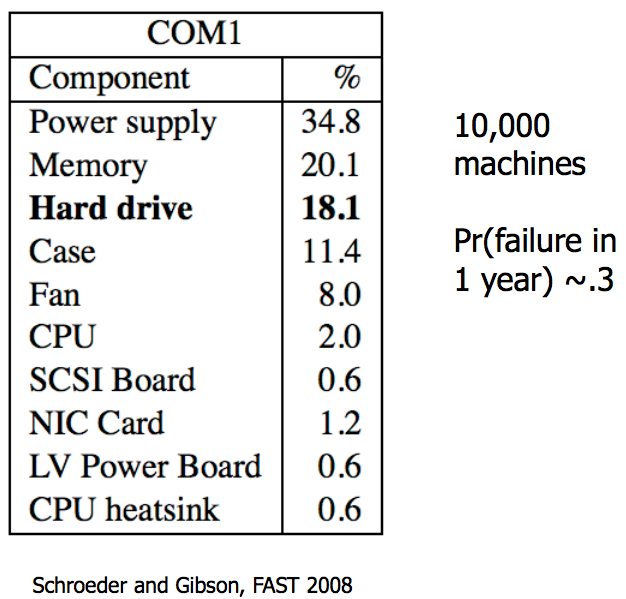 COM1
Component %
Power supply 34.8
Memory 20.1
Hard drive 18.1
Case 11.4
Fan 8.0
CPU 2.0
SCSI Board 0.6
NIC Card 1.2
LV Power Board 0.6
CPU heatsink 0.6
10,000
machines
Pr(failure in
1 year) ~.3
Schroeder and Gibson, FAST 2008